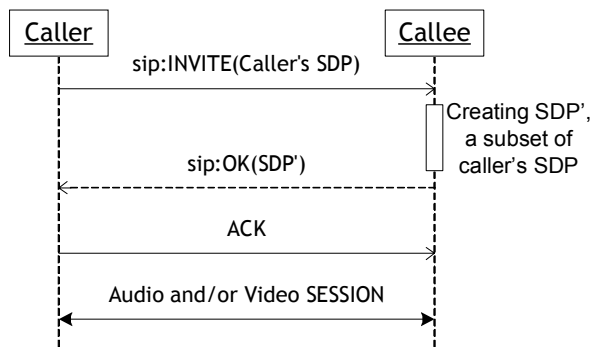 Caller
Callee
sip:INVITE(Caller's SDP)
Creating SDP’,
a subset of
caller’s SDP
sip:OK(SDP')
ACK
Audio and/or Video SESSION